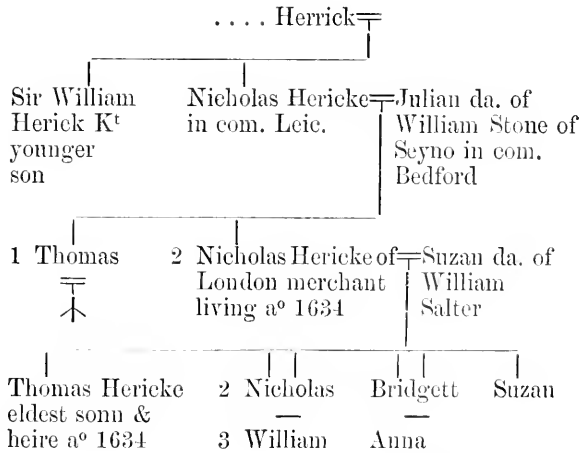 .... Herrick
Sir William
Herick Kt
younger
son
Nicholas Hericke
in com. Leic.
Julian da. of
William Stone of
Seyno in com.
Bedford
1 Thomas
2 Nicholas Hericke of
London merchant
living ao 1634
Suzan da. of
William
Salter
Thomas Hericke
eldest sonn &
heire ao 1634
2 Nicholas
3 William
Bridgett
Anna
Suzan